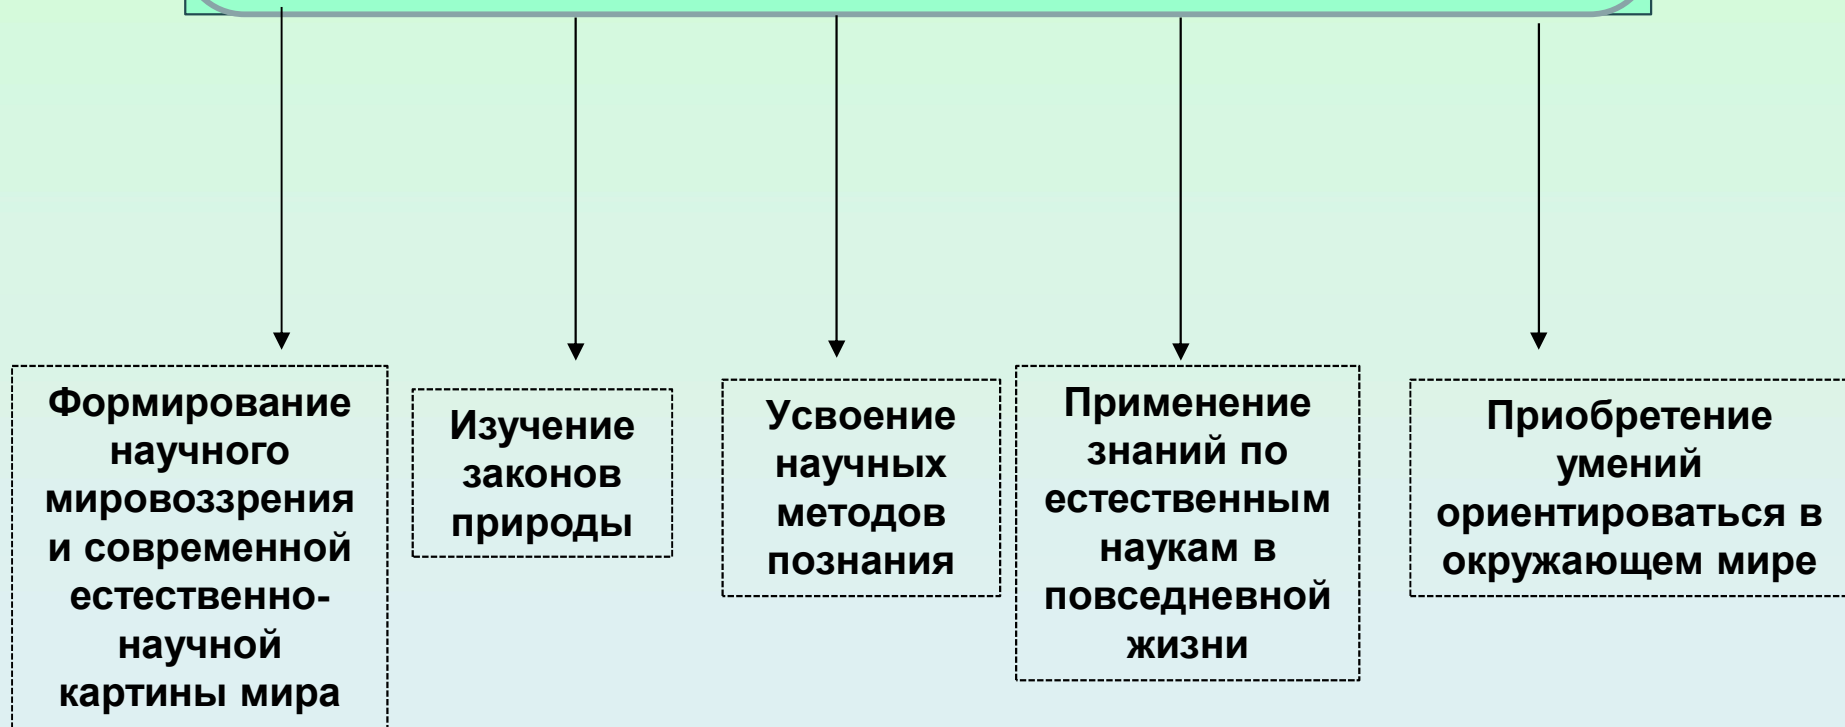 Формирование
научного
мировоззрения
и современной
естественно-
научной
картины мира
Изучение
законов
природы
Усвоение
научных
методов
познания
Применение
знаний по
естественным
наукам в
повседневной
жизни
Приобретение
умений
ориентироваться в
окружающем мире